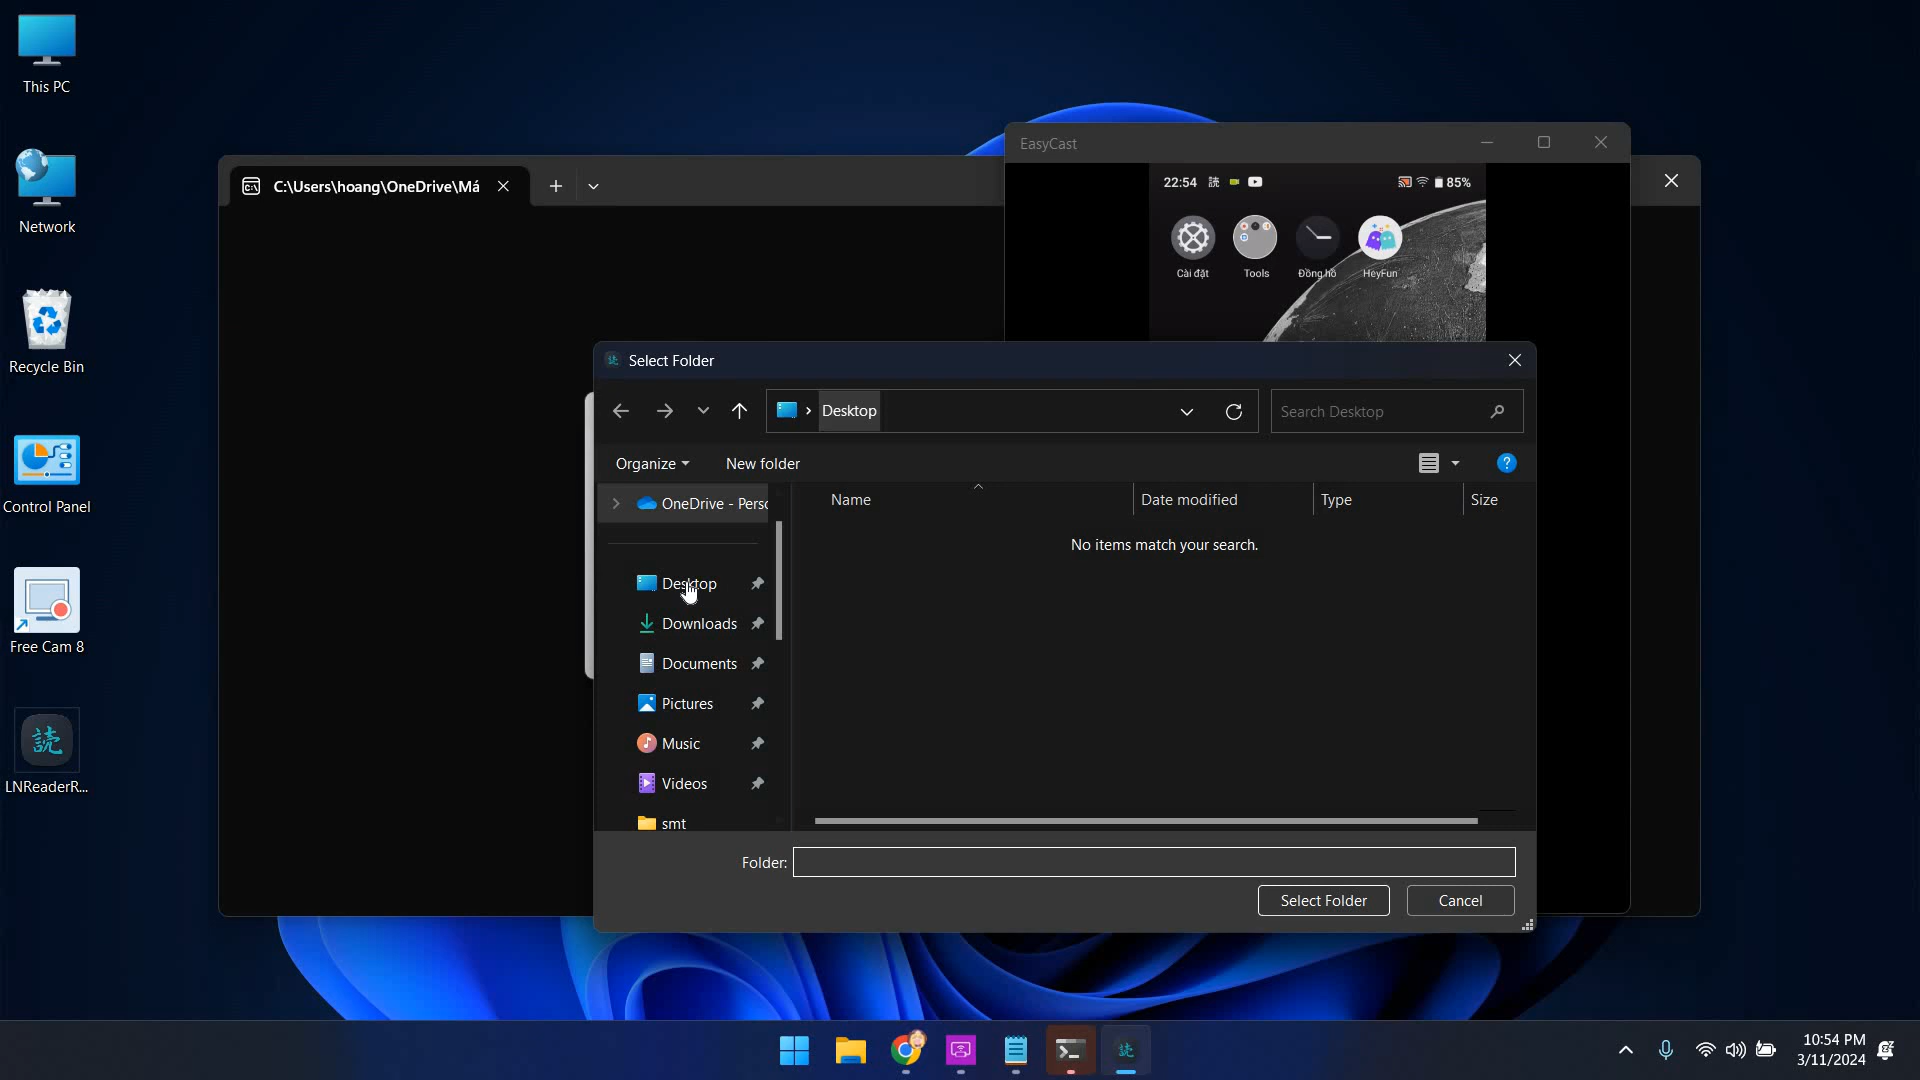 This PC
Network
Recycle Bin
Control Panel
Free Cam 8
読
LNReaderR...
C:\Users\hoang\OneDrive\Má
EasyCast
22:54 読 85%
Cài đặt
Tools
Đồng hồ
HeyFun
Select Folder
Desktop
Search Desktop
Organize
New folder
OneDrive - Perso
Desktop
Downloads
Documents
Pictures
Music
Videos
smt
Name
Date modified
Type
Size
No items match your search.
Folder:
Select Folder
Cancel
10:54 PM
3/11/2024